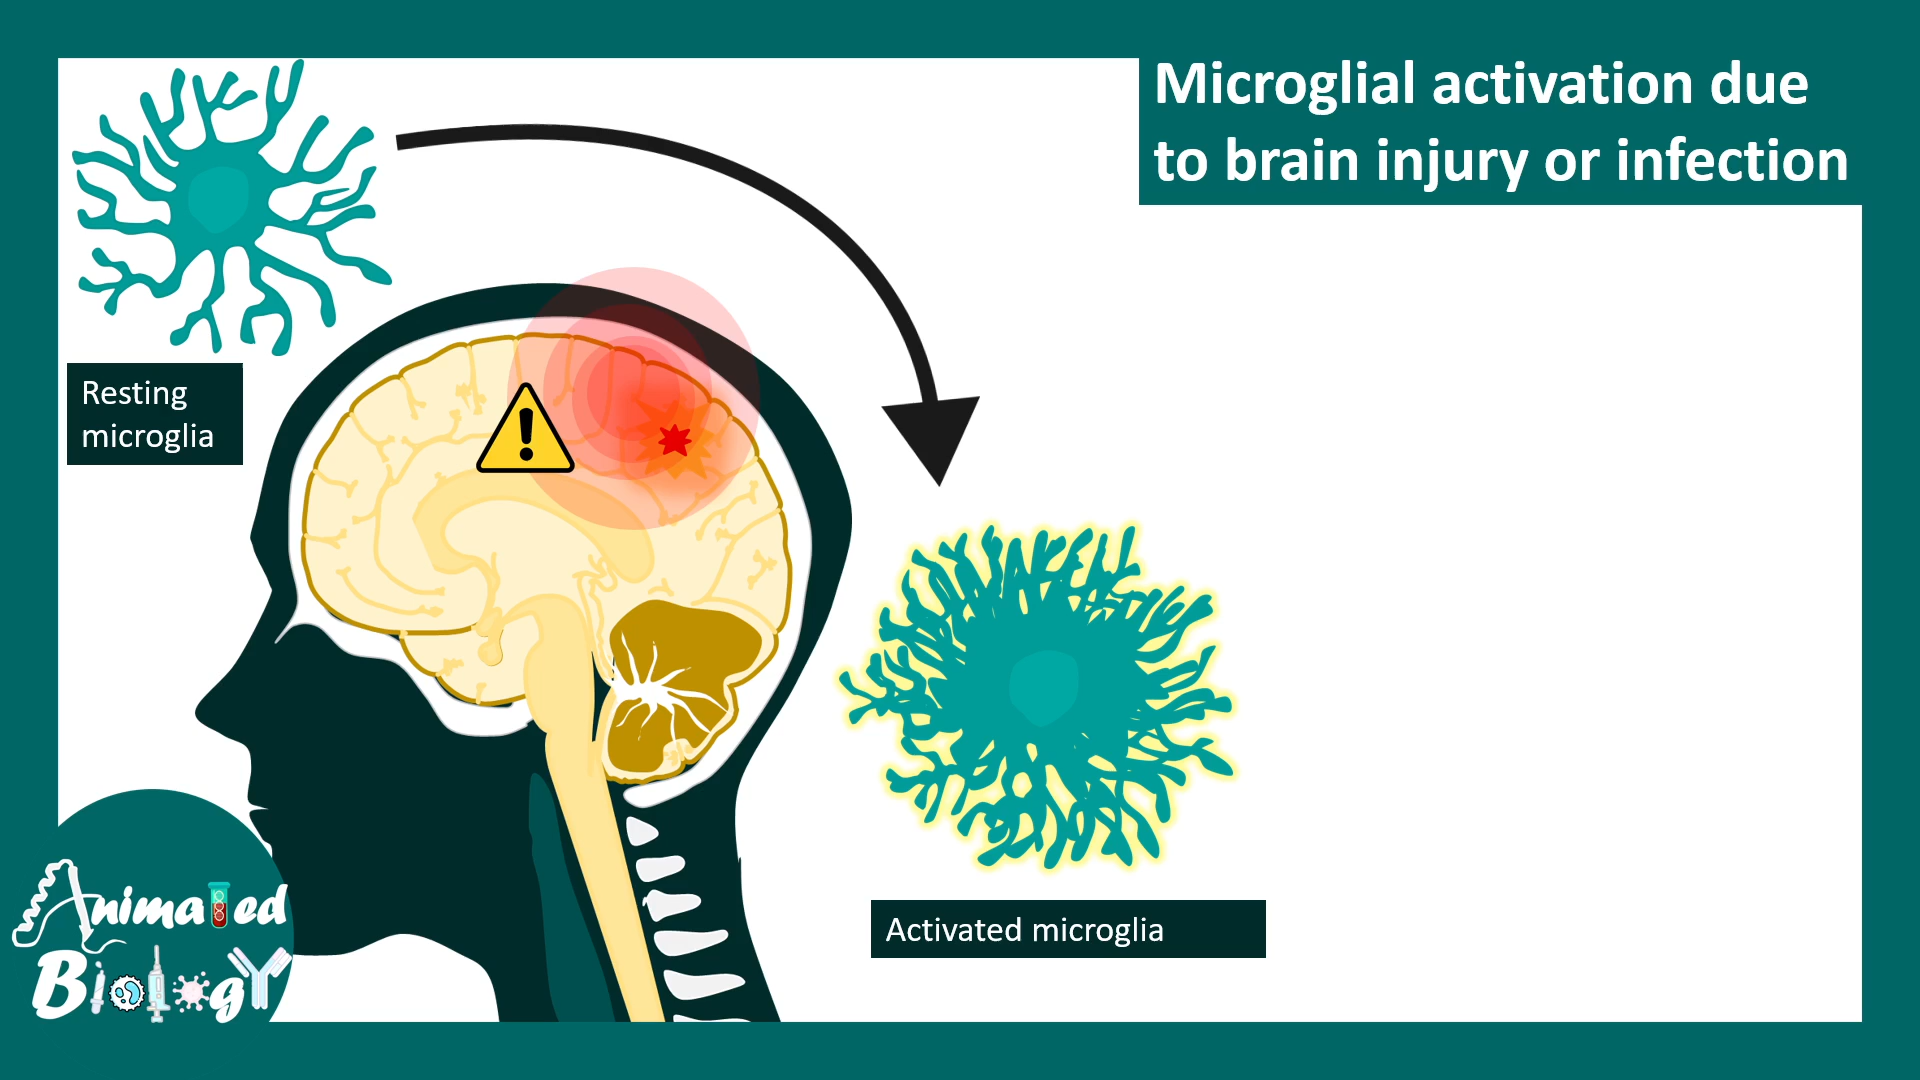 Microglial activation due
to brain injury or infection
Resting
microglia
Activated microglia
Animated
Biology